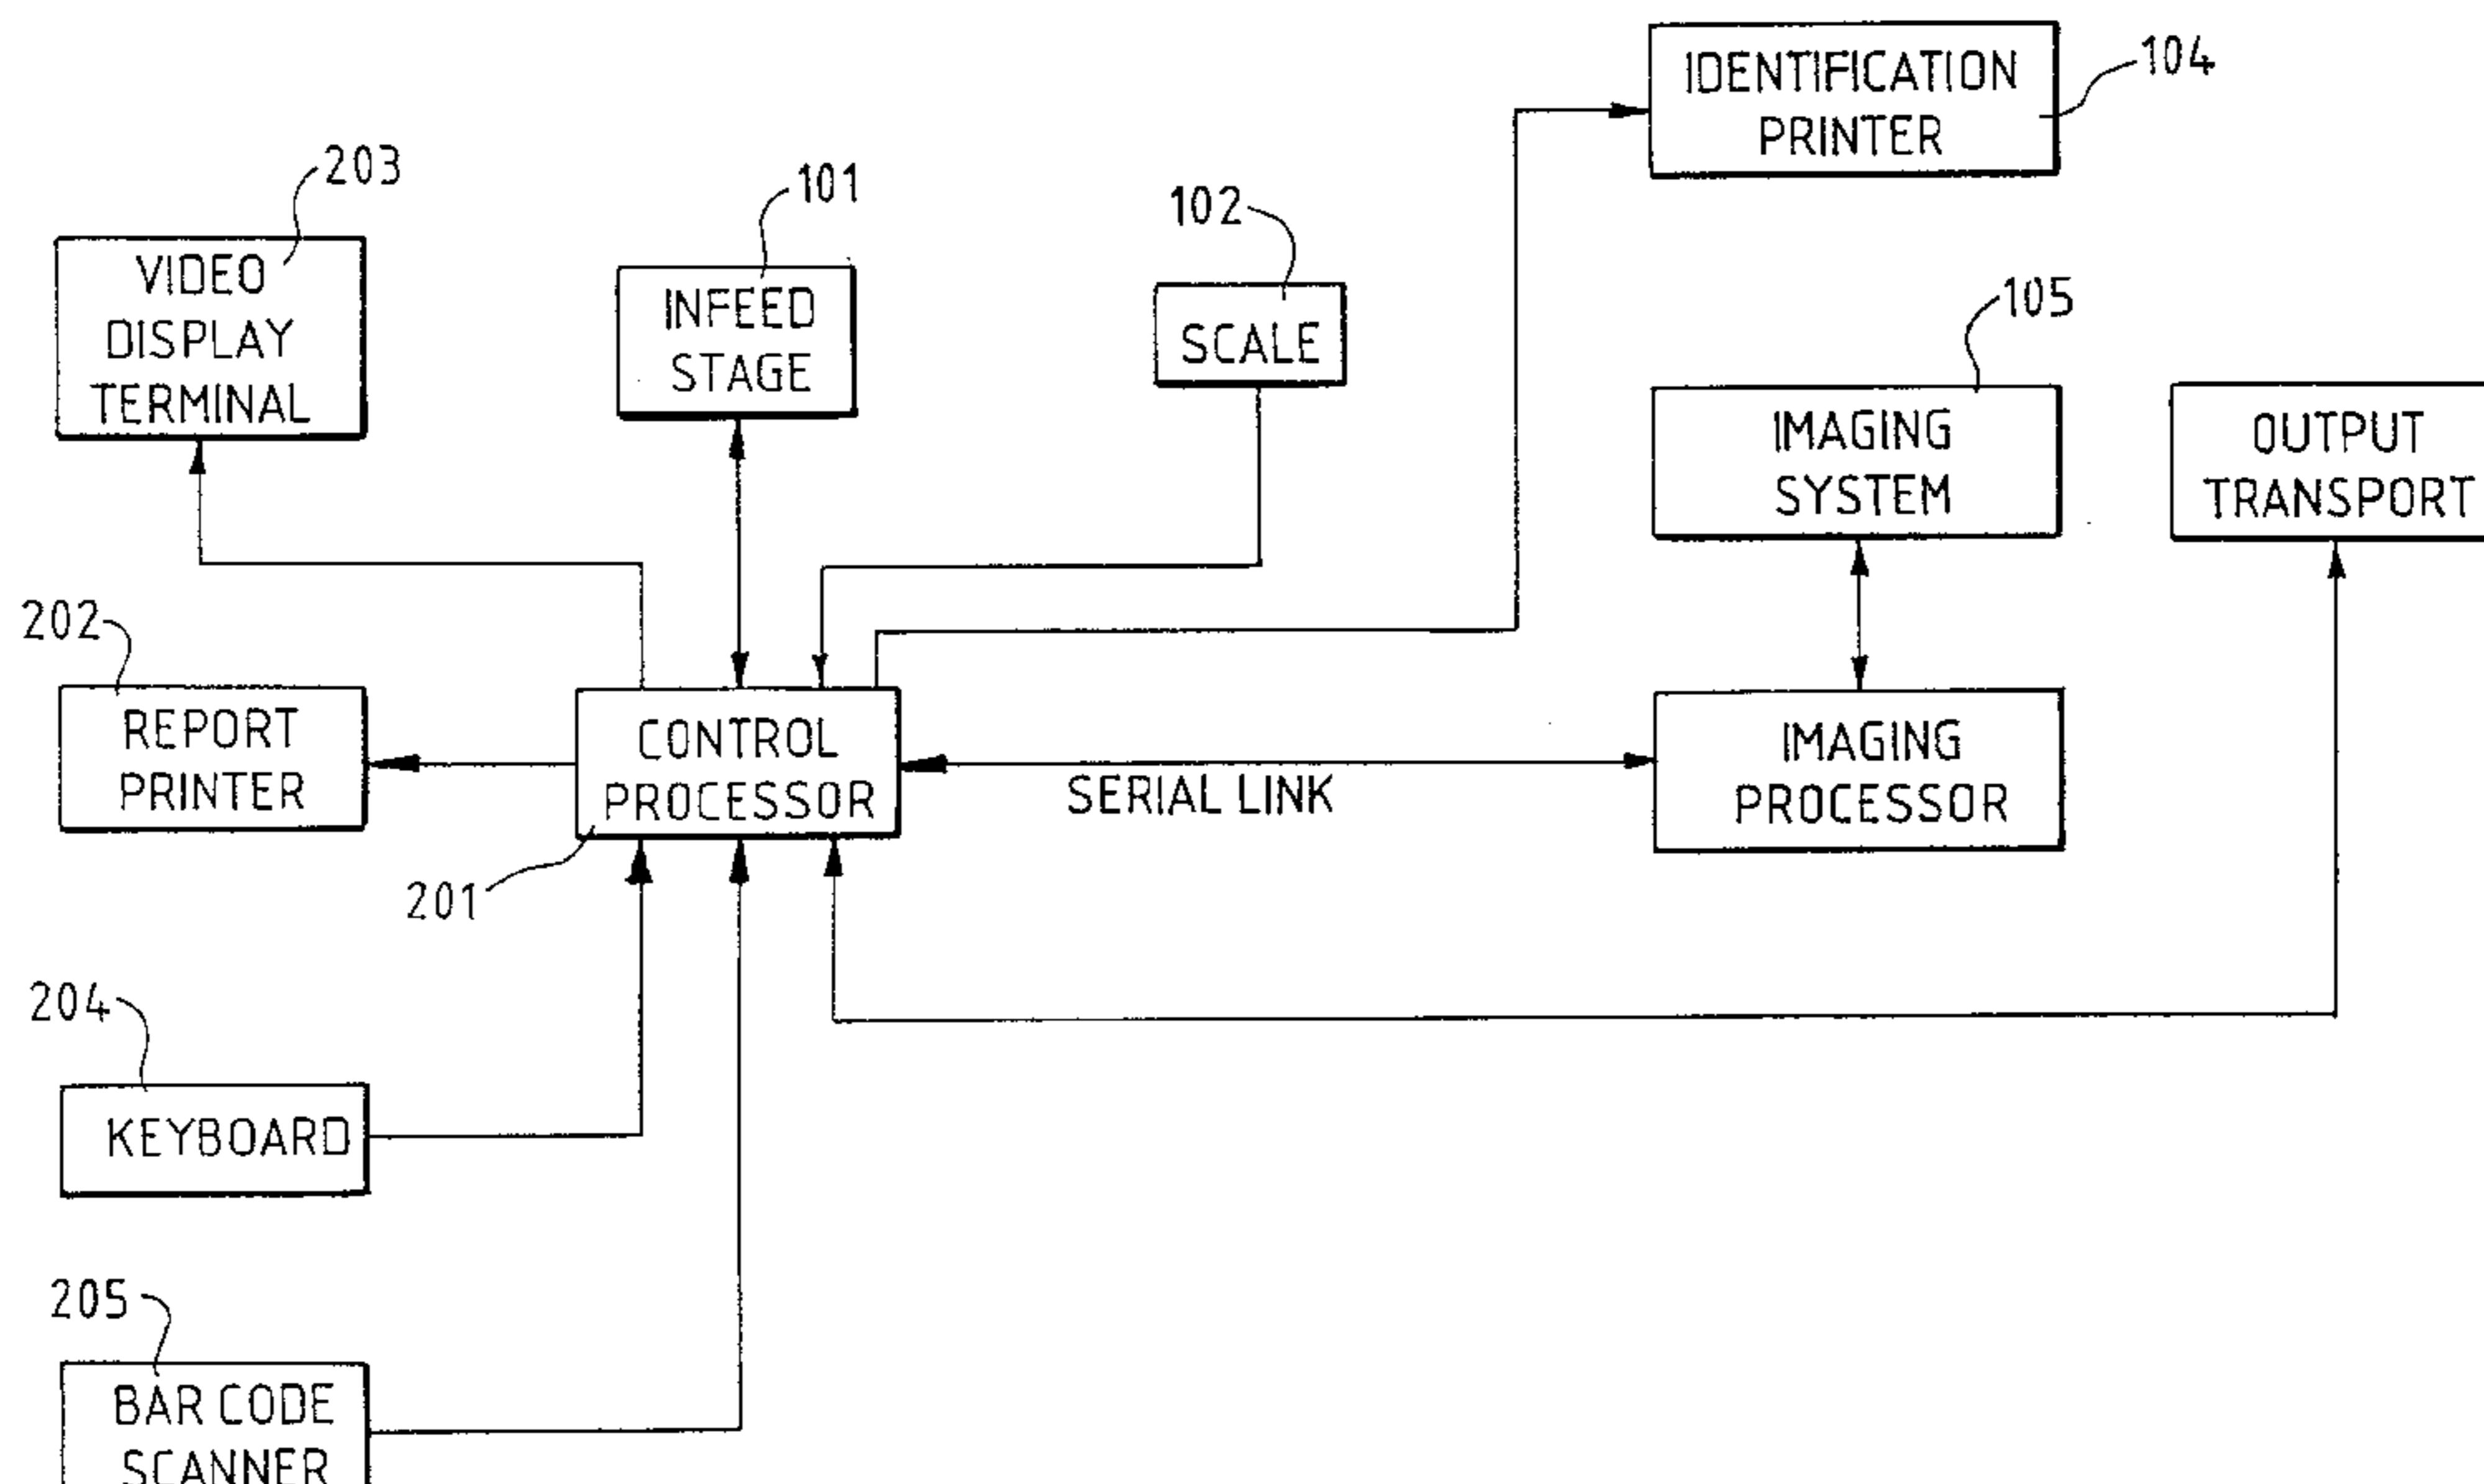 IDENTIFICATION
PRINTER
104
203
101
102
VIDEO
DISPLAY
TERMINAL
INFEED
STAGE
SCALE
105
IMAGING
SYSTEM
OUTPUT
TRANSPORT
202
REPORT
PRINTER
CONTROL
PROCESSOR
SERIAL LINK
IMAGING
PROCESSOR
201
204
KEYBOARD
205
BAR CODE
SCANNER